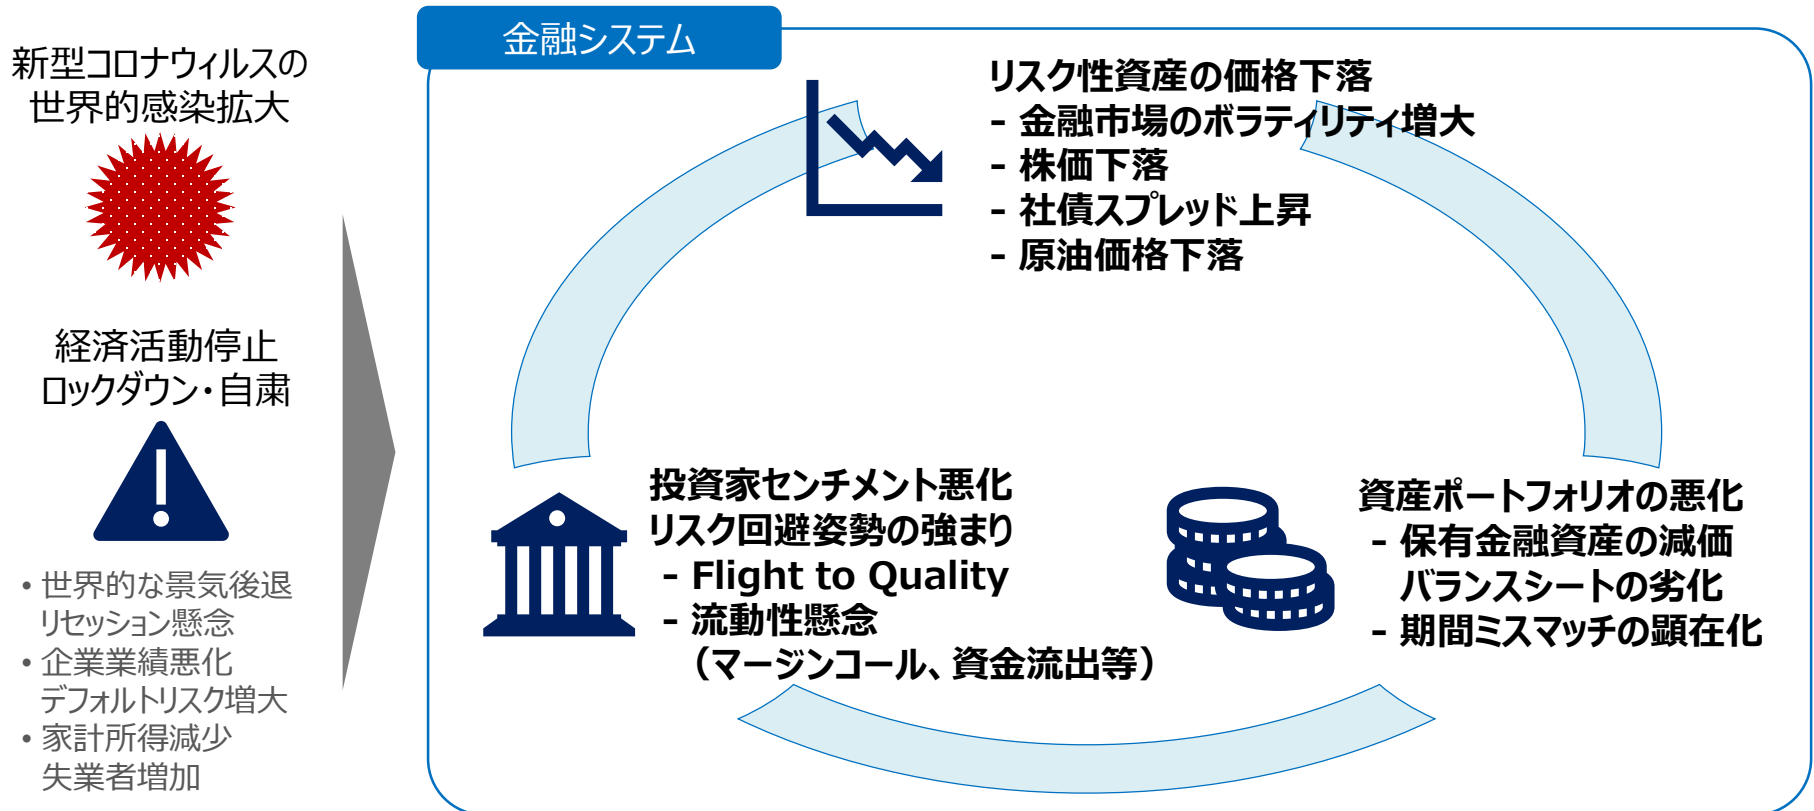 新型コロナウィルスの
世界的感染拡大
経済活動停止
ロックダウン・自粛
• 世界的な景気後退
リセッション懸念
• 企業業績悪化
デフォルトリスク増大
• 家計所得減少
失業者増加
金融システム
リスク性資産の価格下落
- 金融市場のボラティリティ増大
- 株価下落
- 社債スプレッド上昇
- 原油価格下落
投資家センチメント悪化
リスク回避姿勢の強まり
- Flight to Quality
- 流動性懸念
（マージンコール、資金流出等）
資産ポートフォリオの悪化
- 保有金融資産の減価
バランスシートの劣化
- 期間ミスマッチの顕在化